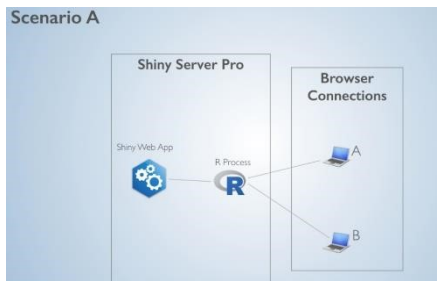 Scenario A
Shiny Server Pro
Browser
Connections
Shiny Web App
R Process
R
A
B